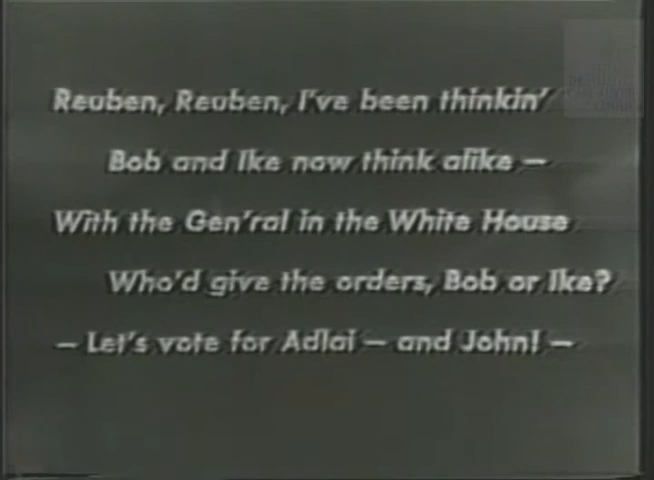 Reuben, Reuben, I've been thinkin'
Bob and Ike now think alike —
With the Gen'ral in the White House
Who'd give the orders, Bob or Ike?
— Let's vote for Adlai — and John! —